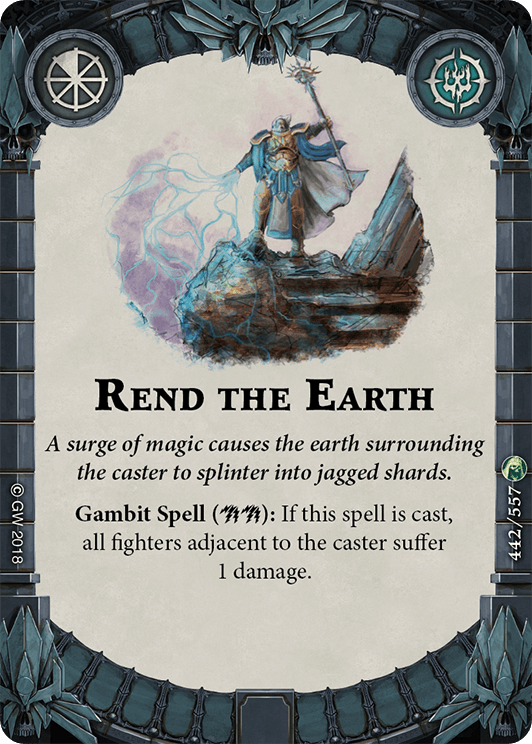 REND THE EARTH
A surge of magic causes the earth surrounding
the caster to splinter into jagged shards.
Gambit Spell (): If this spell is cast,
all fighters adjacent to the caster suffer
1 damage.
© GW 2018
442/557